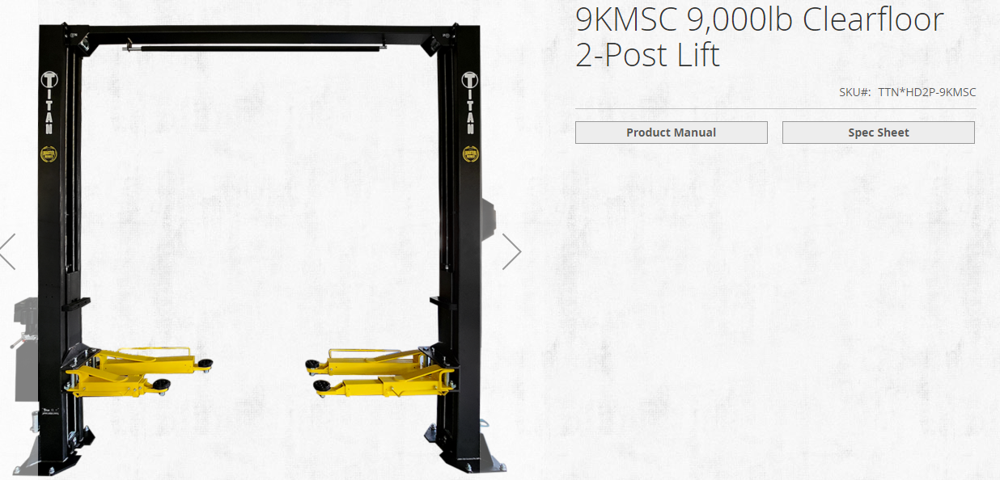 9KMSC 9,000lb Clearfloor
2-Post Lift
SKU#: TTN*HD2P-9KMSC
Product Manual
Spec Sheet
TITAN
TITAN